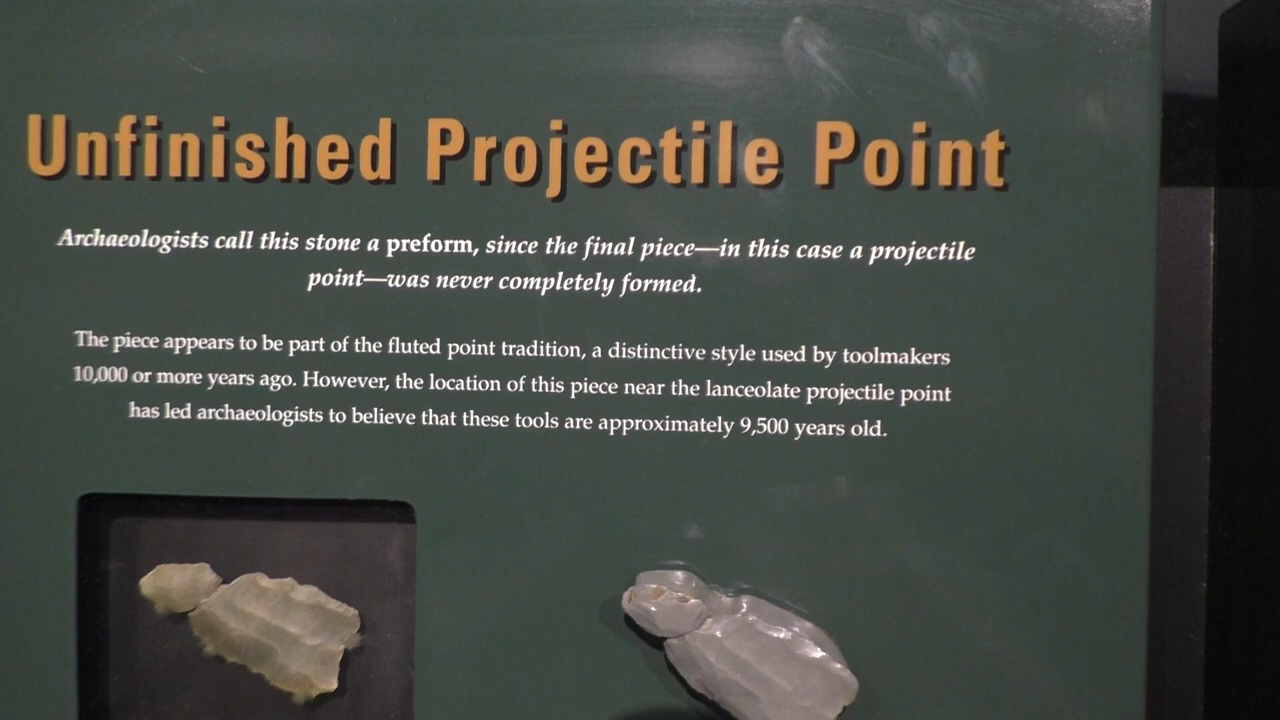 Unfinished Projectile Point
Archaeologists call this stone a preform, since the final piece—in this case a projectile
point—was never completely formed.
The piece appears to be part of the fluted point tradition, a distinctive style used by toolmakers
10,000 or more years ago. However, the location of this piece near the lanceolate projectile point
has led archaeologists to believe that these tools are approximately 9,500 years old.